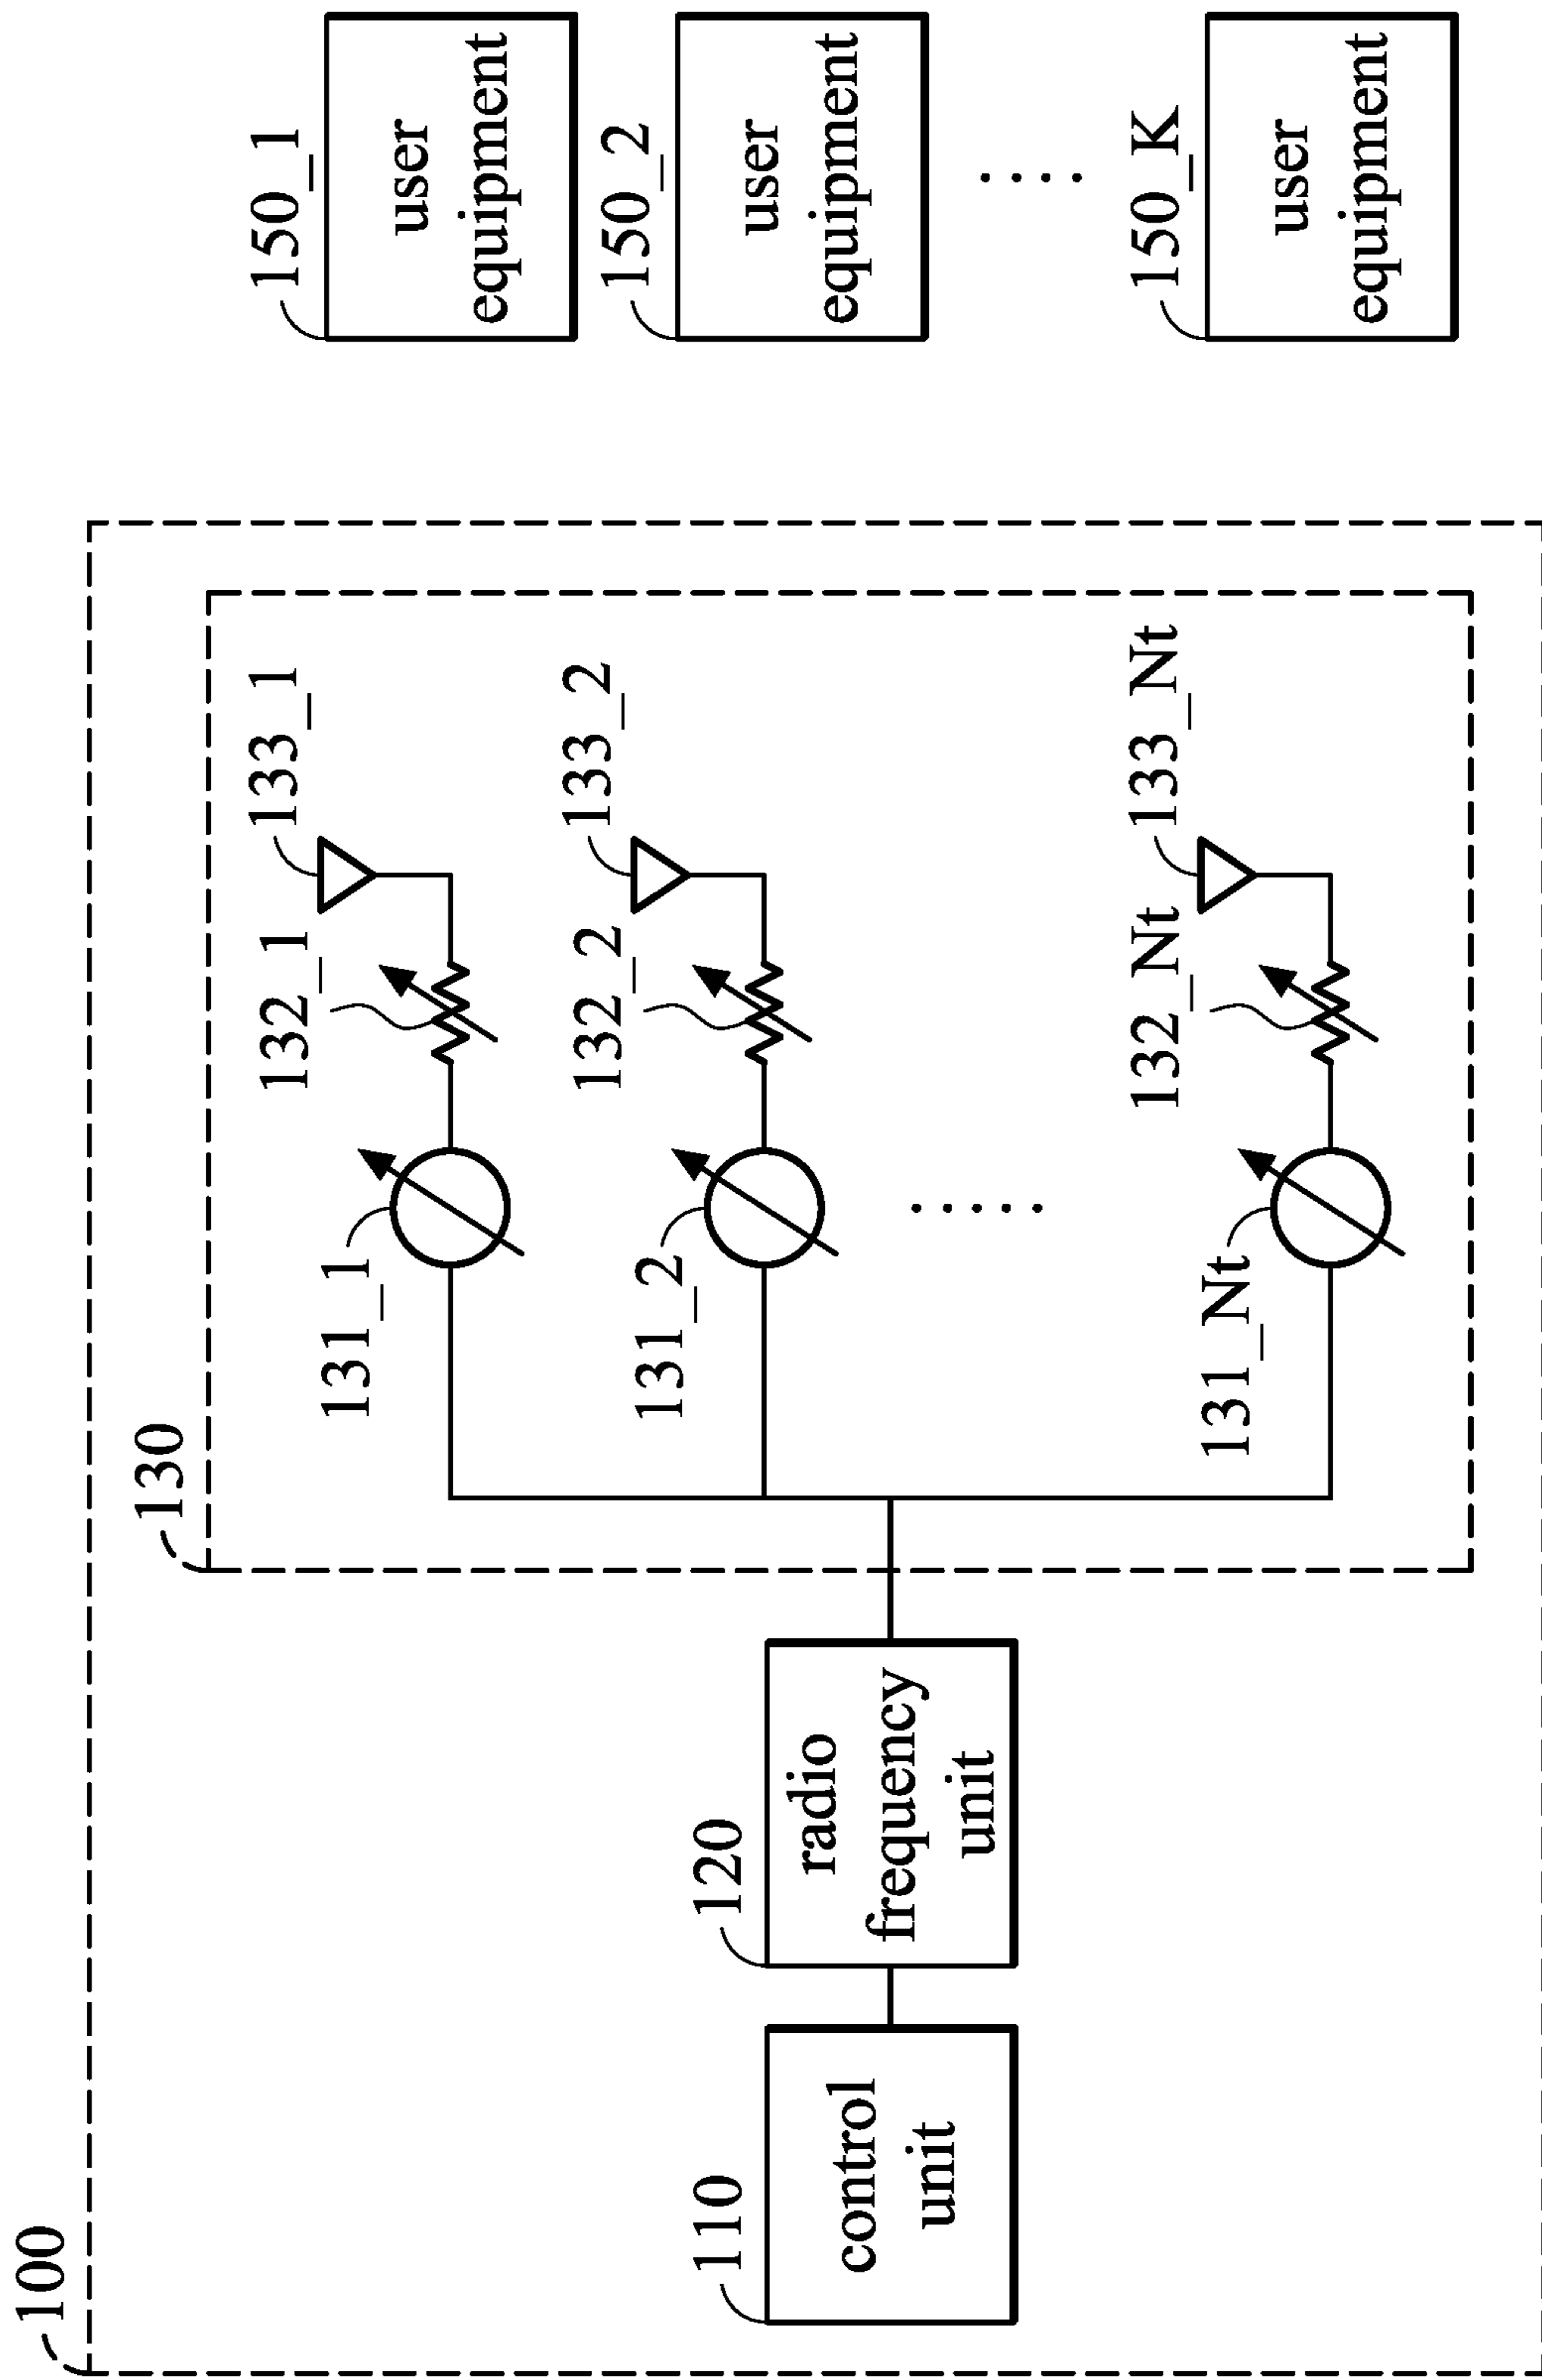 100
130
110
control
unit
120
radio
frequency
unit
131_1
132_1
133_1
131_2
132_2
133_2
131_Nt
132_Nt
133_Nt
150_1
user
equipment
150_2
user
equipment
150_K
user
equipment